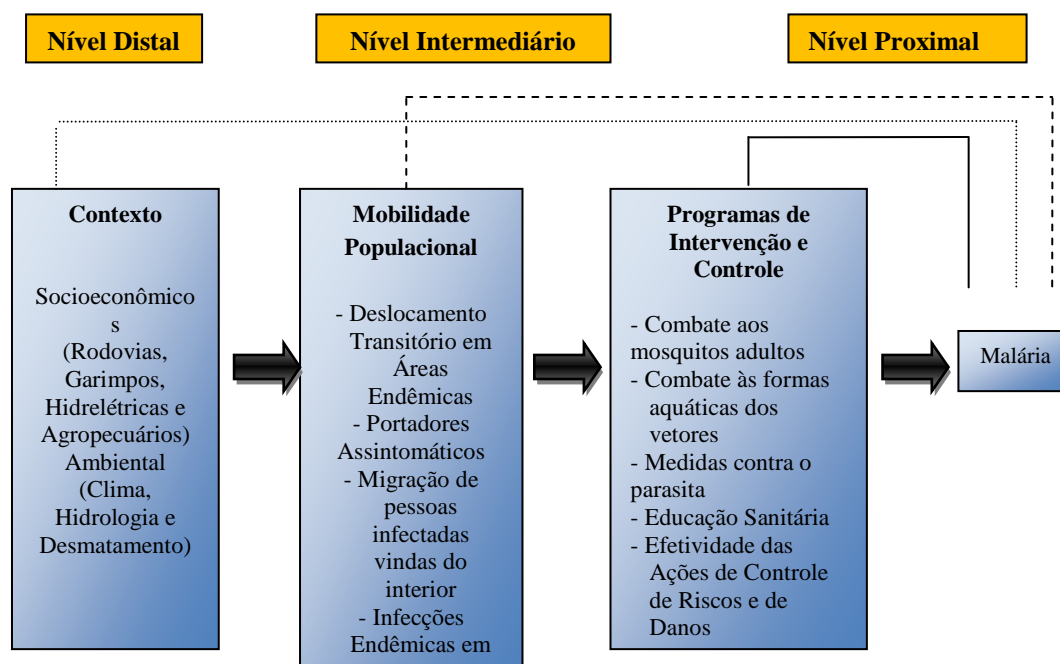 Nível Distal
Nível Intermediário
Nível Proximal
Contexto
Socioeconômico
s
(Rodovias,
Garimpos,
Hidrelétricas e
Agropecuários)
Ambiental
(Clima,
Hidrologia e
Desmatamento)
Mobilidade
Populacional
- Deslocamento
Transitório em
Áreas
Endêmicas
- Portadores
Assintomáticos
- Migração de
pessoas
infectadas
vindas do
interior
- Infecções
Endêmicas em
Programas de
Intervenção e
Controle
- Combate aos
mosquitos adultos
- Combate às formas
aquáticas dos
vetores
- Medidas contra o
parasita
- Educação Sanitária
- Efetividade das
Ações de Controle
de Riscos e de
Danos
Malária